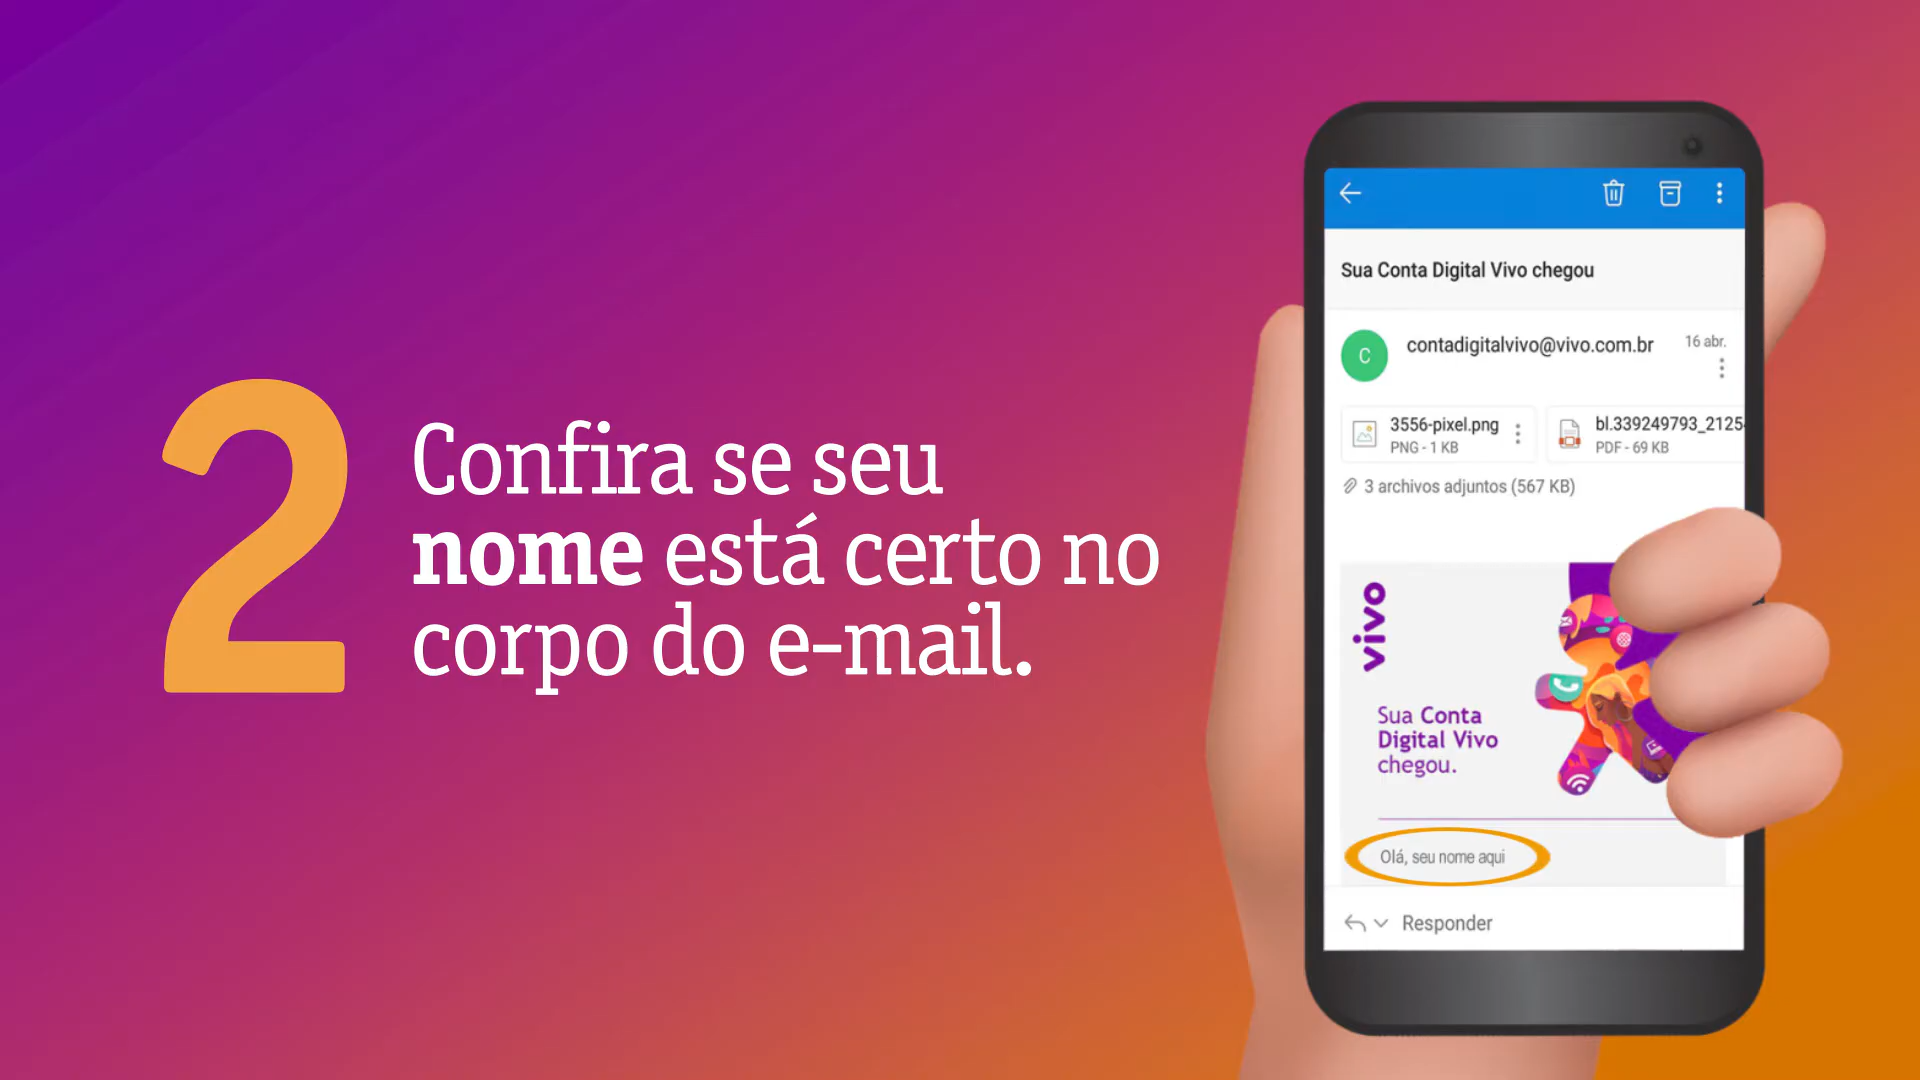 2
Confira se seu
nome está certo no
corpo do e-mail.
Sua Conta Digital Vivo chegou
C
contadigitalvivo@vivo.com.br
16 abr.
3556-pixel.png
PNG - 1 KB
bl.339249793_2125
PDF - 69 KB
3 archivos adjuntos (567 KB)
vivo
Sua Conta
Digital Vivo
chegou.
Olá, seu nome aqui
Responder